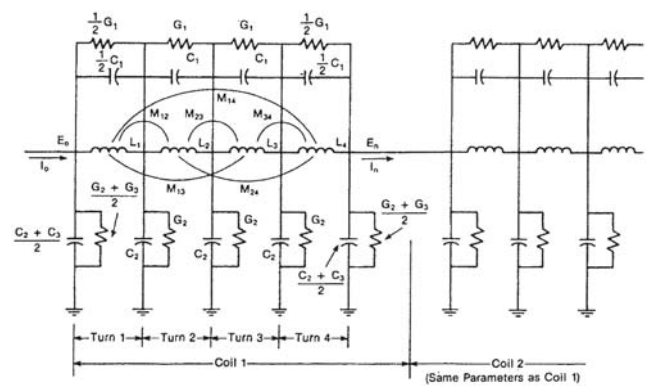 ½G₁ G₁ G₁ ½G₁
½C₁ C₁ C₁ ½C₁
M₁₄
M₁₂ M₂₃ M₃₄
E₀ L₁ L₂ L₃ L₄ Eₙ
I₀ Iₙ
M₁₃ M₂₄
G₂ + G₃
2
G₂ G₂ G₂
G₂ + G₃
2
C₂ + C₃
2
C₂ C₂ C₂
C₂ + C₃
2
Turn 1 Turn 2 Turn 3 Turn 4
Coil 1 Coil 2
(Same Parameters as Coil 1)